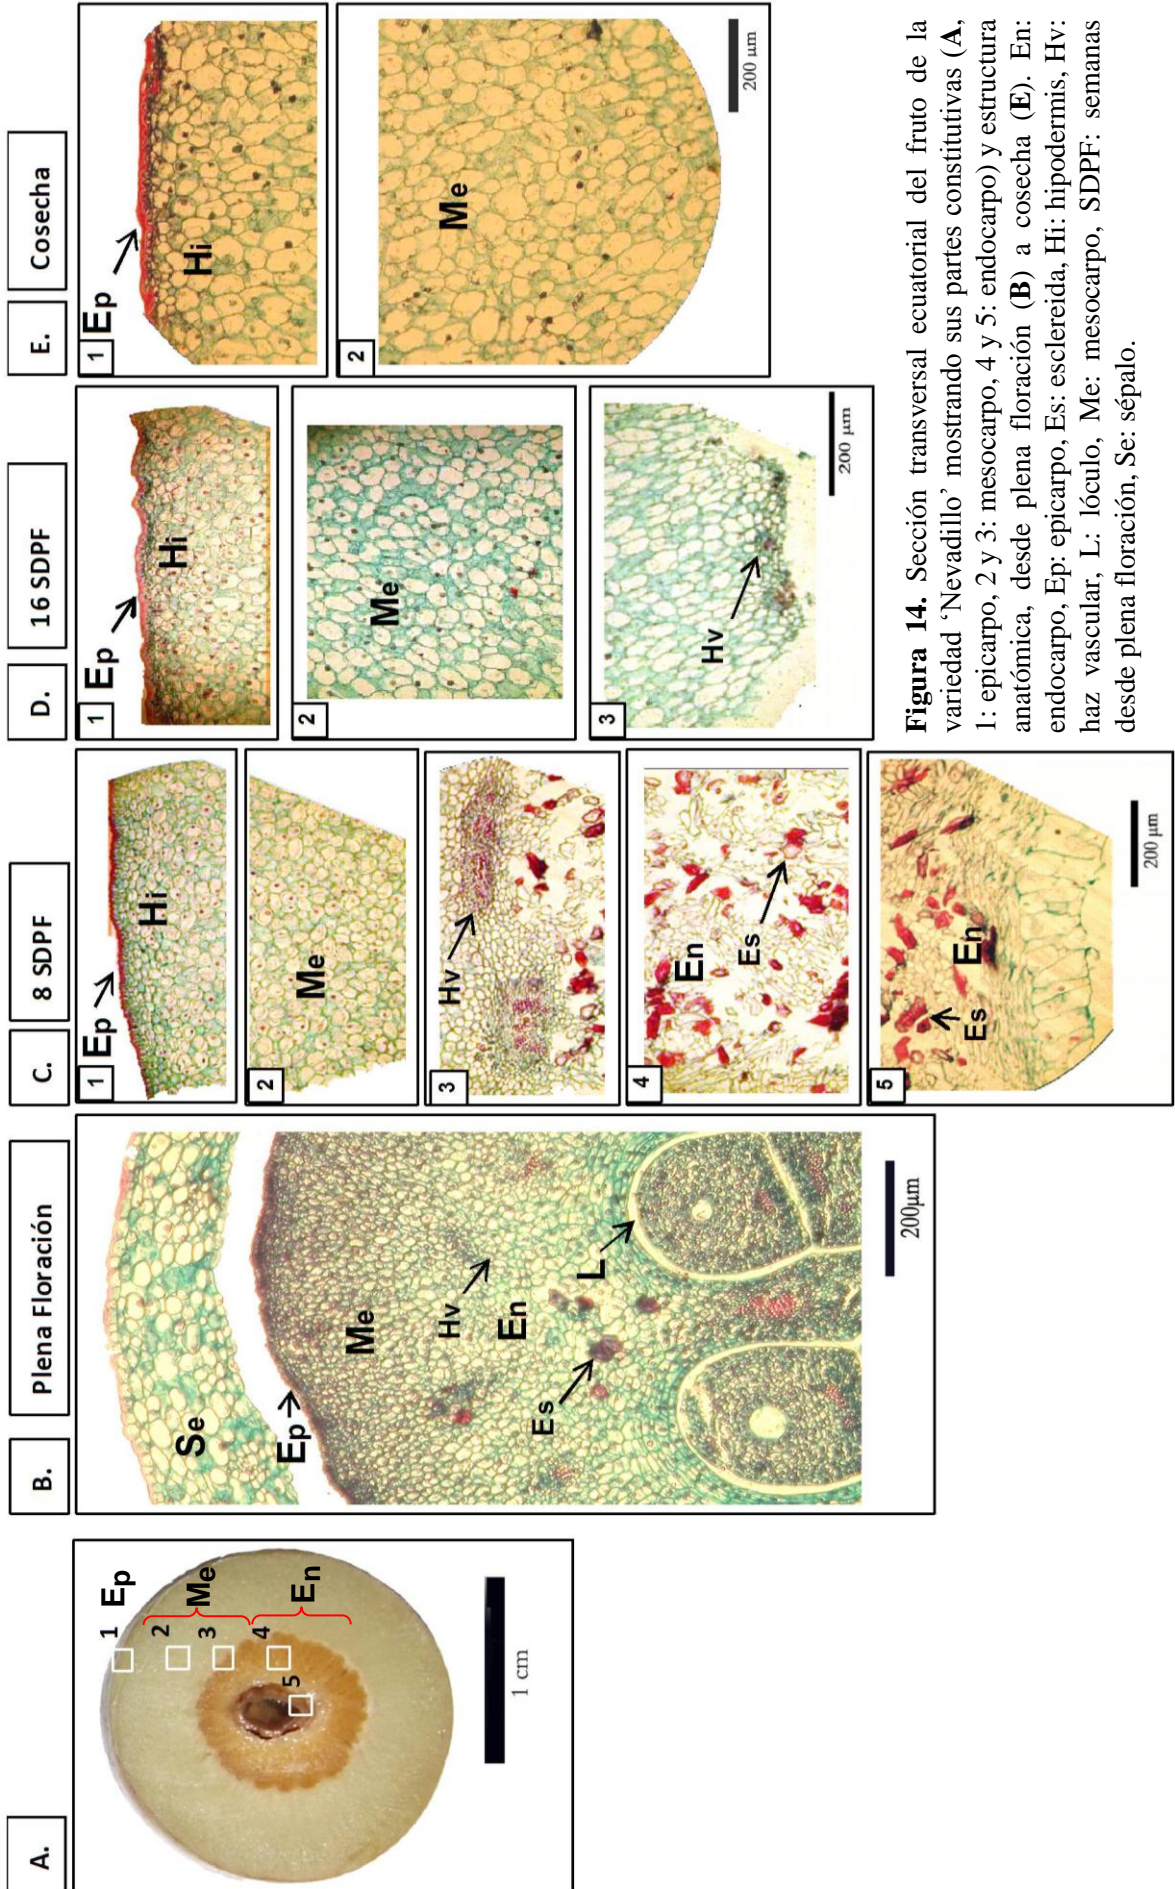 A.
1 Ep
2
Me
3
4
En
5
1 cm
B.
Plena Floración
Se
Ep
Me
Hv
En
Es
L
200µm
C.
8 SDPF
1
Ep
Hi
2
Me
3
Hv
4
En
Es
5
Es
En
200 µm
D.
16 SDPF
1
Ep
Hi
2
Me
3
Hv
200 µm
E.
Cosecha
1
Ep
Hi
2
Me
200 µm
Figura 14. Sección transversal ecuatorial del fruto de la
variedad ‘Nevadillo’ mostrando sus partes constitutivas (A,
1: epicarpo, 2 y 3: mesocarpo, 4 y 5: endocarpo) y estructura
anatómica, desde plena floración (B) a cosecha (E). En:
endocarpo, Ep: epicarpo, Es: esclereida, Hi: hipodermis, Hv:
haz vascular, L: lóculo, Me: mesocarpo, SDPF: semanas
desde plena floración, Se: sépalo.